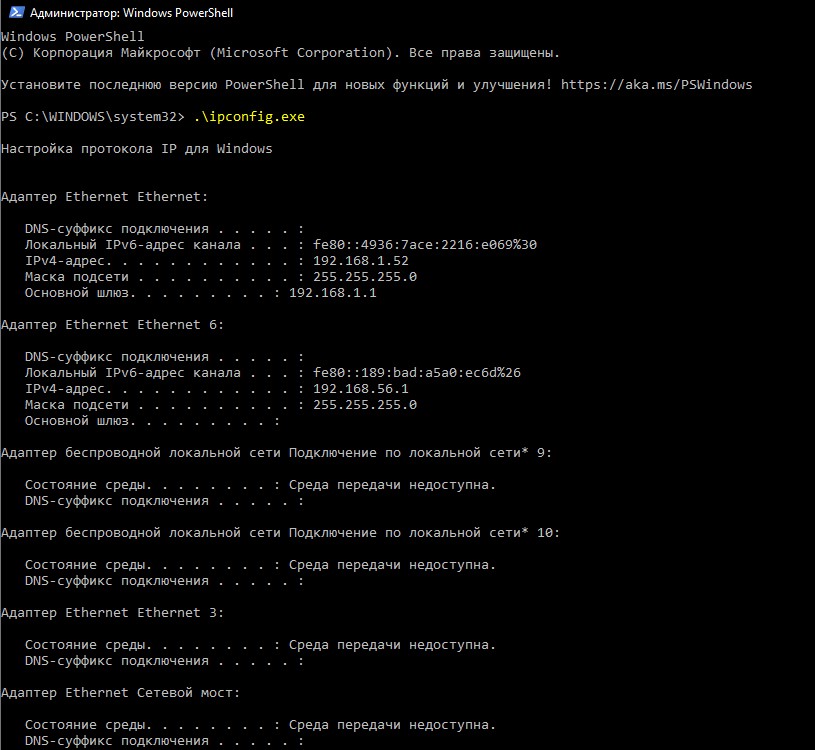 Администратор: Windows PowerShell
Windows PowerShell
(C) Корпорация Майкрософт (Microsoft Corporation). Все права защищены.
Установите последнюю версию PowerShell для новых функций и улучшения! https://aka.ms/PSWindows
PS C:\WINDOWS\system32> .\ipconfig.exe
Настройка протокола IP для Windows
Адаптер Ethernet Ethernet:
DNS-суффикс подключения . . . . . :
Локальный IPv6-адрес канала . . . : fe80::4936:7ace:2216:e069%30
IPv4-адрес. . . . . . . . . . . . : 192.168.1.52
Маска подсети . . . . . . . . . . : 255.255.255.0
Основной шлюз. . . . . . . . . : 192.168.1.1
Адаптер Ethernet Ethernet 6:
DNS-суффикс подключения . . . . . :
Локальный IPv6-адрес канала . . . : fe80::189:bad:a5a0:ec6d%26
IPv4-адрес. . . . . . . . . . . . : 192.168.56.1
Маска подсети . . . . . . . . . . : 255.255.255.0
Основной шлюз. . . . . . . . . :
Адаптер беспроводной локальной сети Подключение по локальной сети* 9:
Состояние среды. . . . . . . . : Среда передачи недоступна.
DNS-суффикс подключения . . . . . :
Адаптер беспроводной локальной сети Подключение по локальной сети* 10:
Состояние среды. . . . . . . . : Среда передачи недоступна.
DNS-суффикс подключения . . . . . :
Адаптер Ethernet Ethernet 3:
Состояние среды. . . . . . . . : Среда передачи недоступна.
DNS-суффикс подключения . . . . . :
Адаптер Ethernet Сетевой мост:
Состояние среды. . . . . . . . : Среда передачи недоступна.
DNS-суффикс подключения . . . . . :